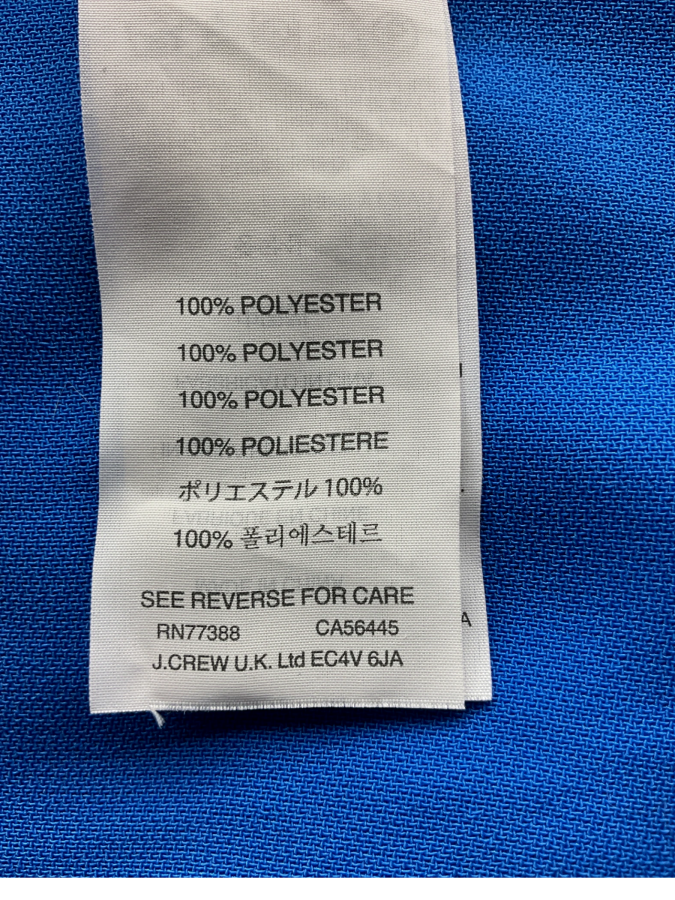 100% POLYESTER
100% POLYESTER
100% POLYESTER
100% POLIESTERE
ポリエステル 100%
100% 폴리에스테르
SEE REVERSE FOR CARE
RN77388 CA56445
J.CREW U.K. Ltd EC4V 6JA